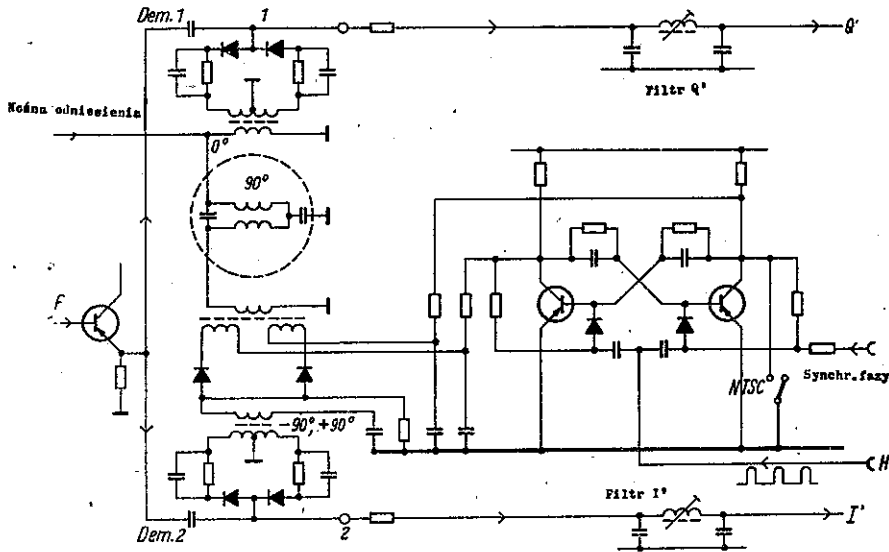 Dem.1
1
Q'
Filtr Q'
Nośna odniesienia
0°
90°
F
NTSC
Synchr.fazy
-90°,+90°
H
Filtr I'
Dem.2
2
I'